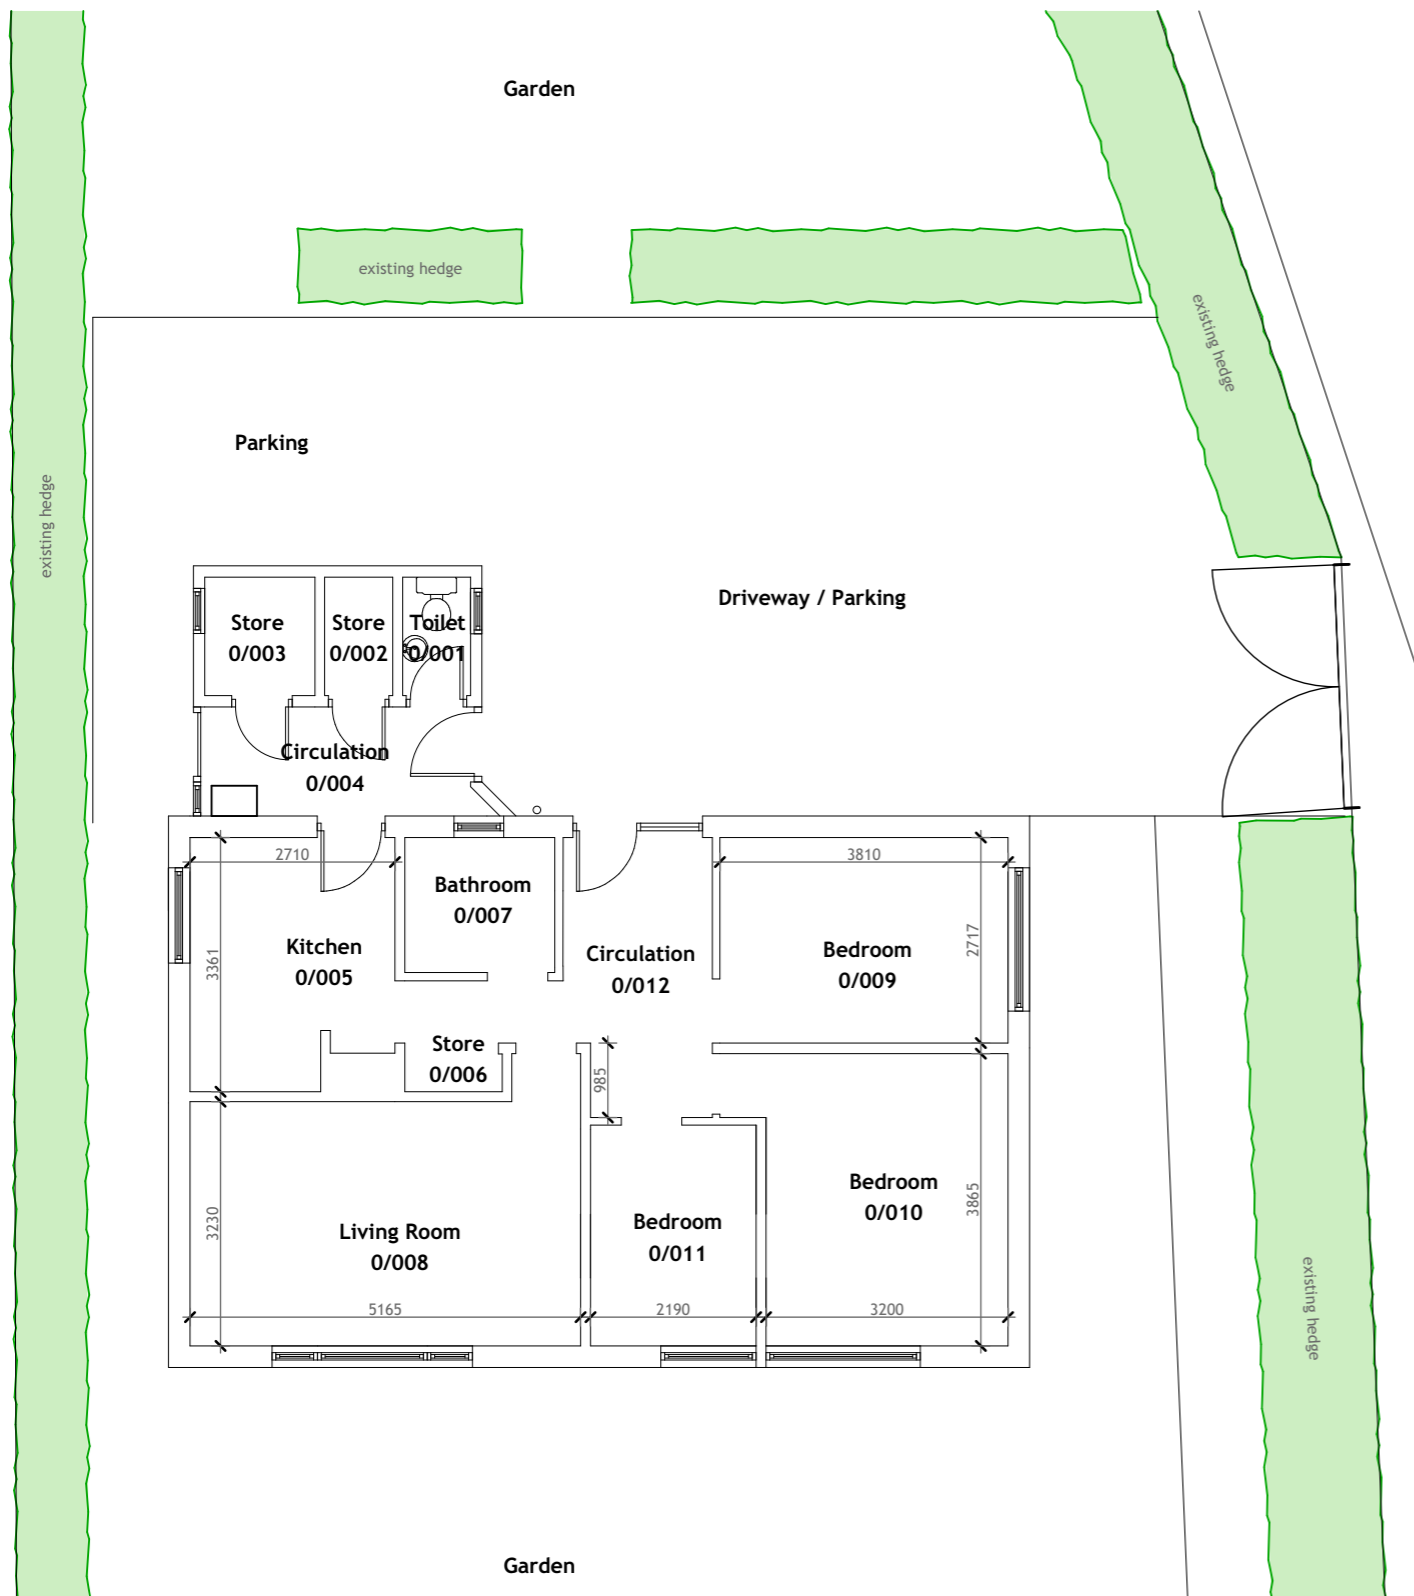 Garden
existing hedge
existing hedge
Parking
existing hedge
Driveway / Parking
Store
0/003
Store
0/002
Toilet
0/001
Circulation
0/004
2710
3810
Bathroom
0/007
Kitchen
0/005
3361
Circulation
0/012
Bedroom
0/009
2717
Store
0/006
985
Living Room
0/008
3230
Bedroom
0/011
Bedroom
0/010
3865
5165
2190
3200
existing hedge
Garden